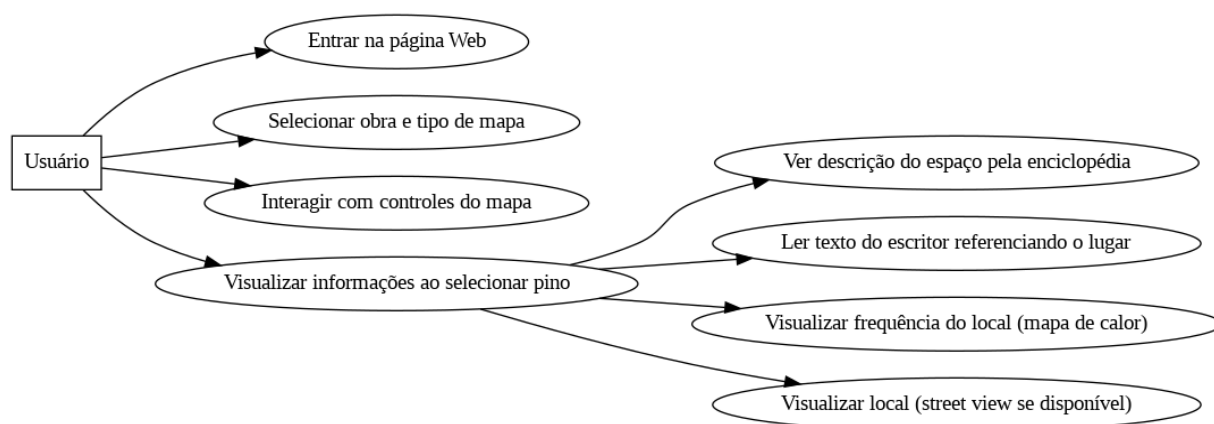 Entrar na página Web
Selecionar obra e tipo de mapa
Usuário
Interagir com controles do mapa
Visualizar informações ao selecionar pino
Ver descrição do espaço pela enciclopédia
Ler texto do escritor referenciando o lugar
Visualizar frequência do local (mapa de calor)
Visualizar local (street view se disponível)